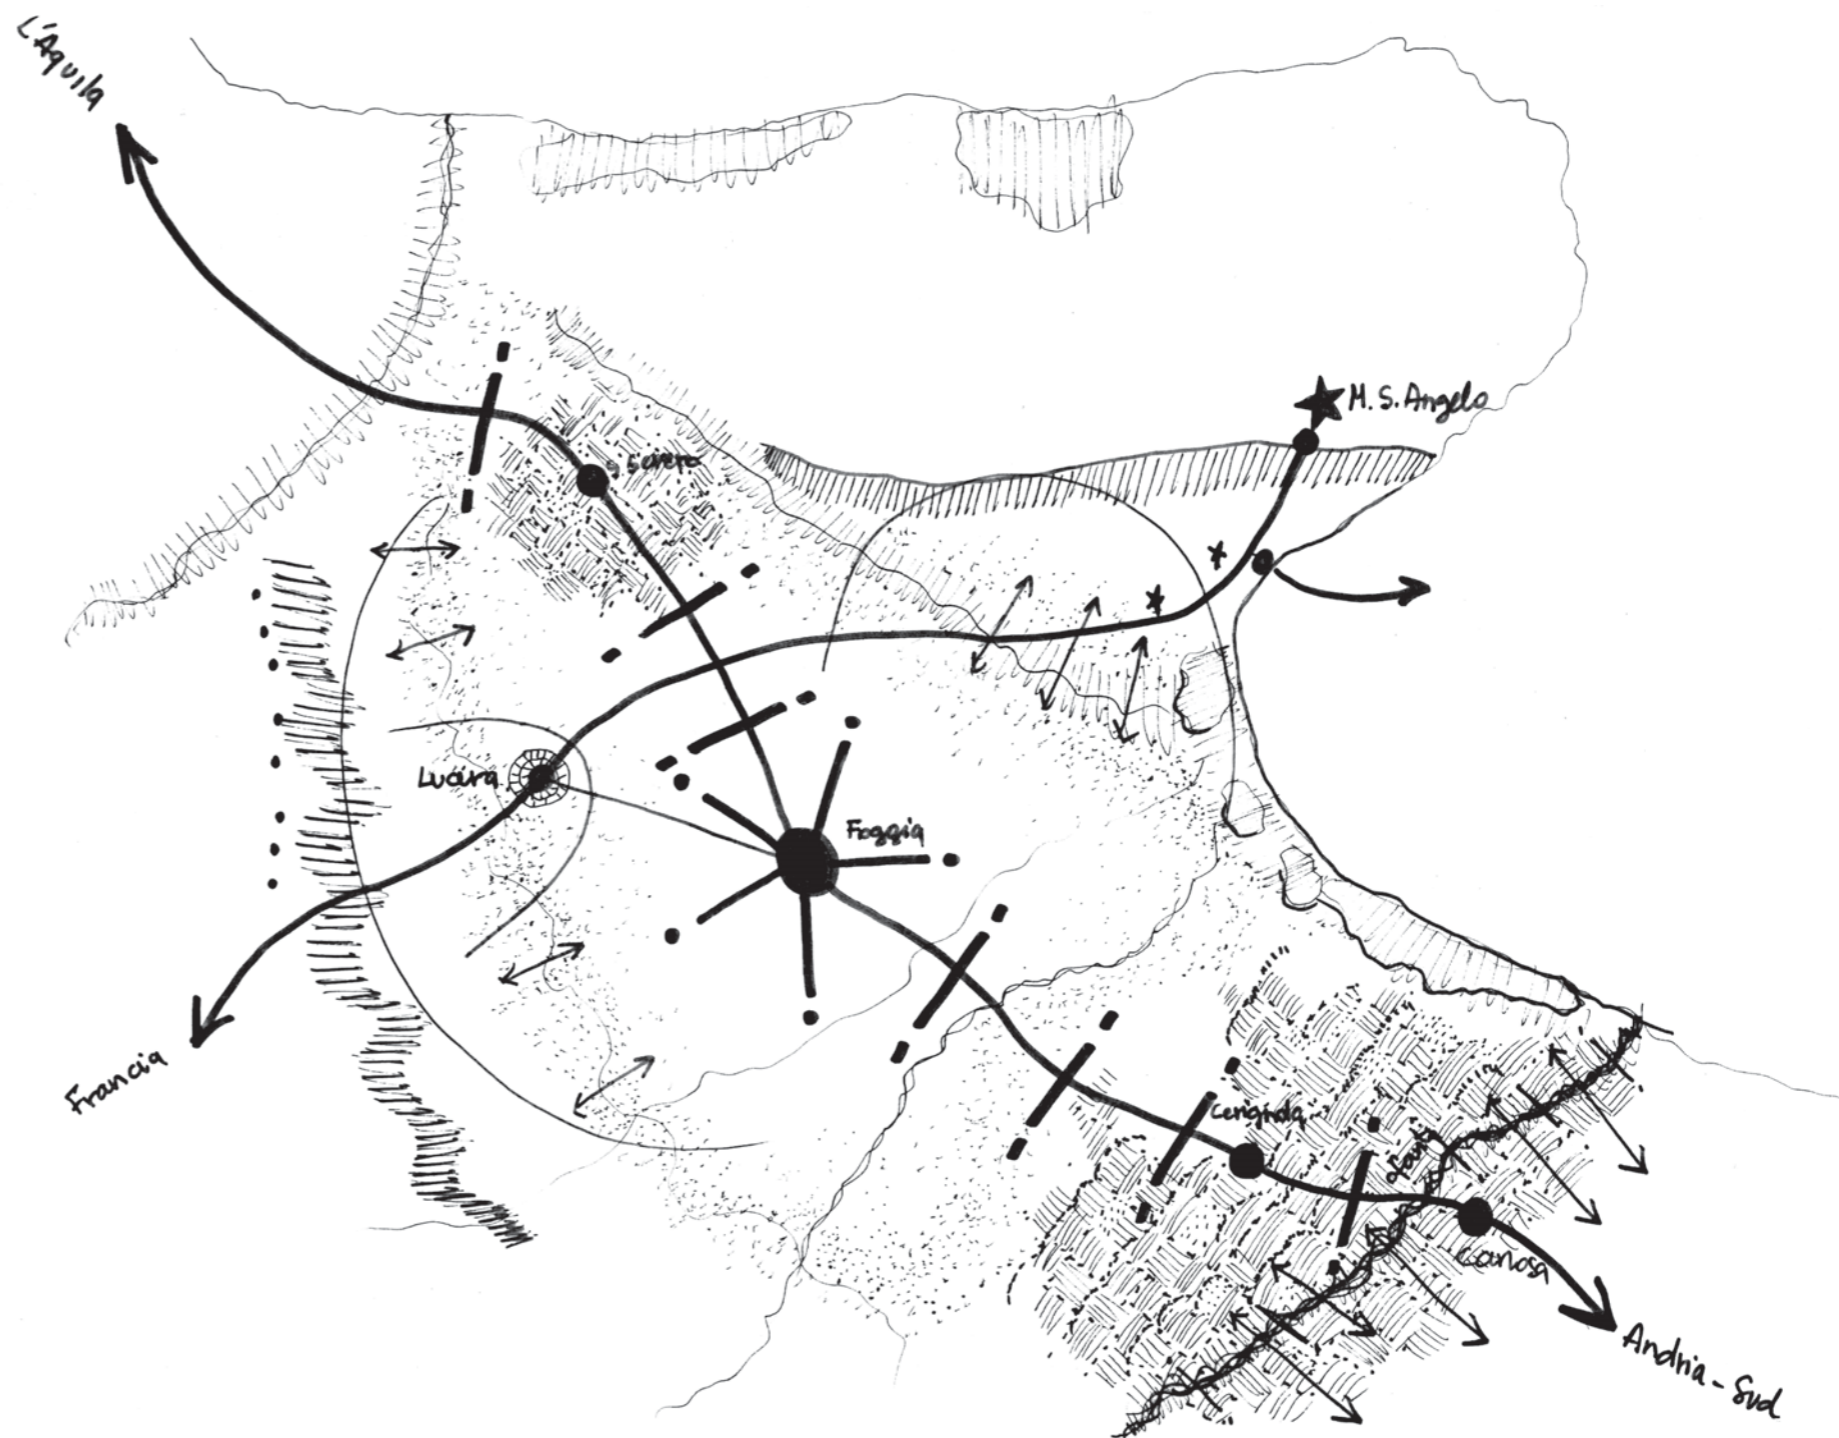 L'Aquila
M. S. Angelo
S. Severo
Lucera
Foggia
Francia
Cerignola
Canosa
Andria - Sud